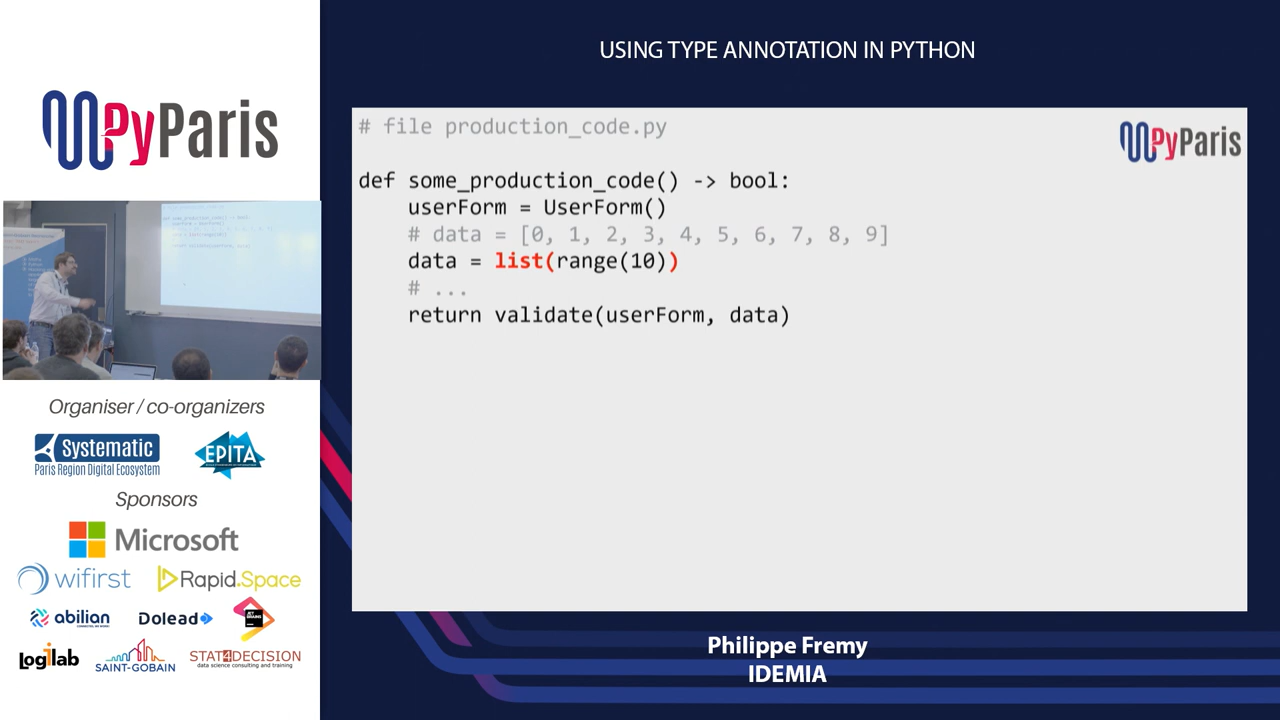 USING TYPE ANNOTATION IN PYTHON
PyParis
# file production_code.py
PyParis
def some_production_code() -> bool:
    userForm = UserForm()
    # data = [0, 1, 2, 3, 4, 5, 6, 7, 8, 9]
    data = list(range(10))
    # ...
    return validate(userForm, data)
Organiser / co-organizers
Systematic
Paris Region Digital Ecosystem
EPITA
Sponsors
Microsoft
wifirst
Rapid.Space
abilian
Dolead
JET BRAINS
Logilab
SAINT-GOBAIN
STAT4DECISION
data science consulting and training
Philippe Fremy
IDEMIA